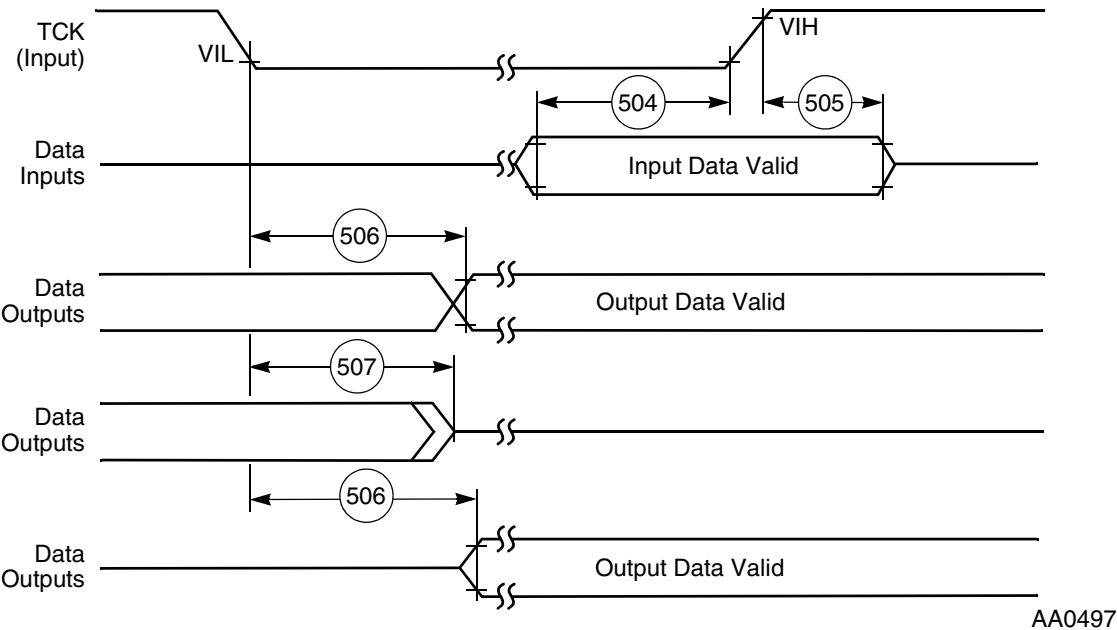 TCK
(Input)
VIL
VIH
504
505
Data
Inputs
Input Data Valid
506
Data
Outputs
Output Data Valid
507
Data
Outputs
506
Data
Outputs
Output Data Valid
AA0497